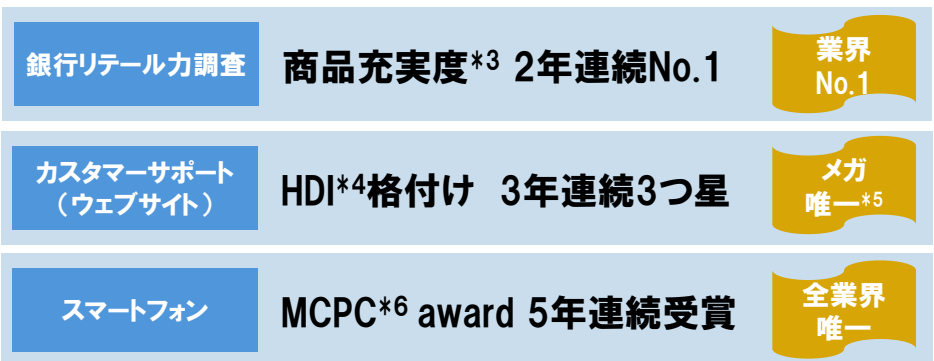 銀行リテール力調査
商品充実度*3 2年連続No.1
業界
No.1
カスタマーサポート
（ウェブサイト）
HDI*4格付け 3年連続3つ星
メガ
唯一*5
スマートフォン
MCPC*6 award 5年連続受賞
全業界
唯一